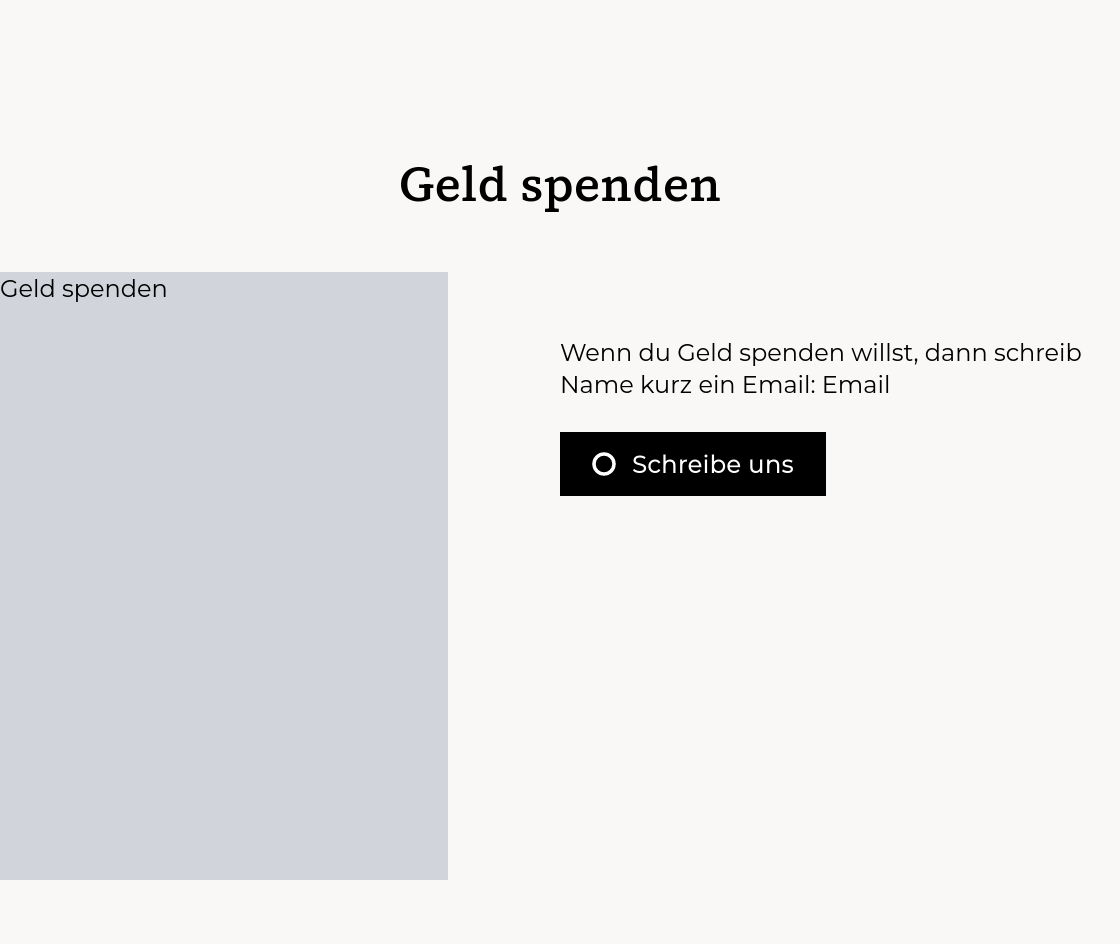 Geld spenden
Geld spenden
Wenn du Geld spenden willst, dann schreib
Name kurz ein Email: Email
Schreibe uns